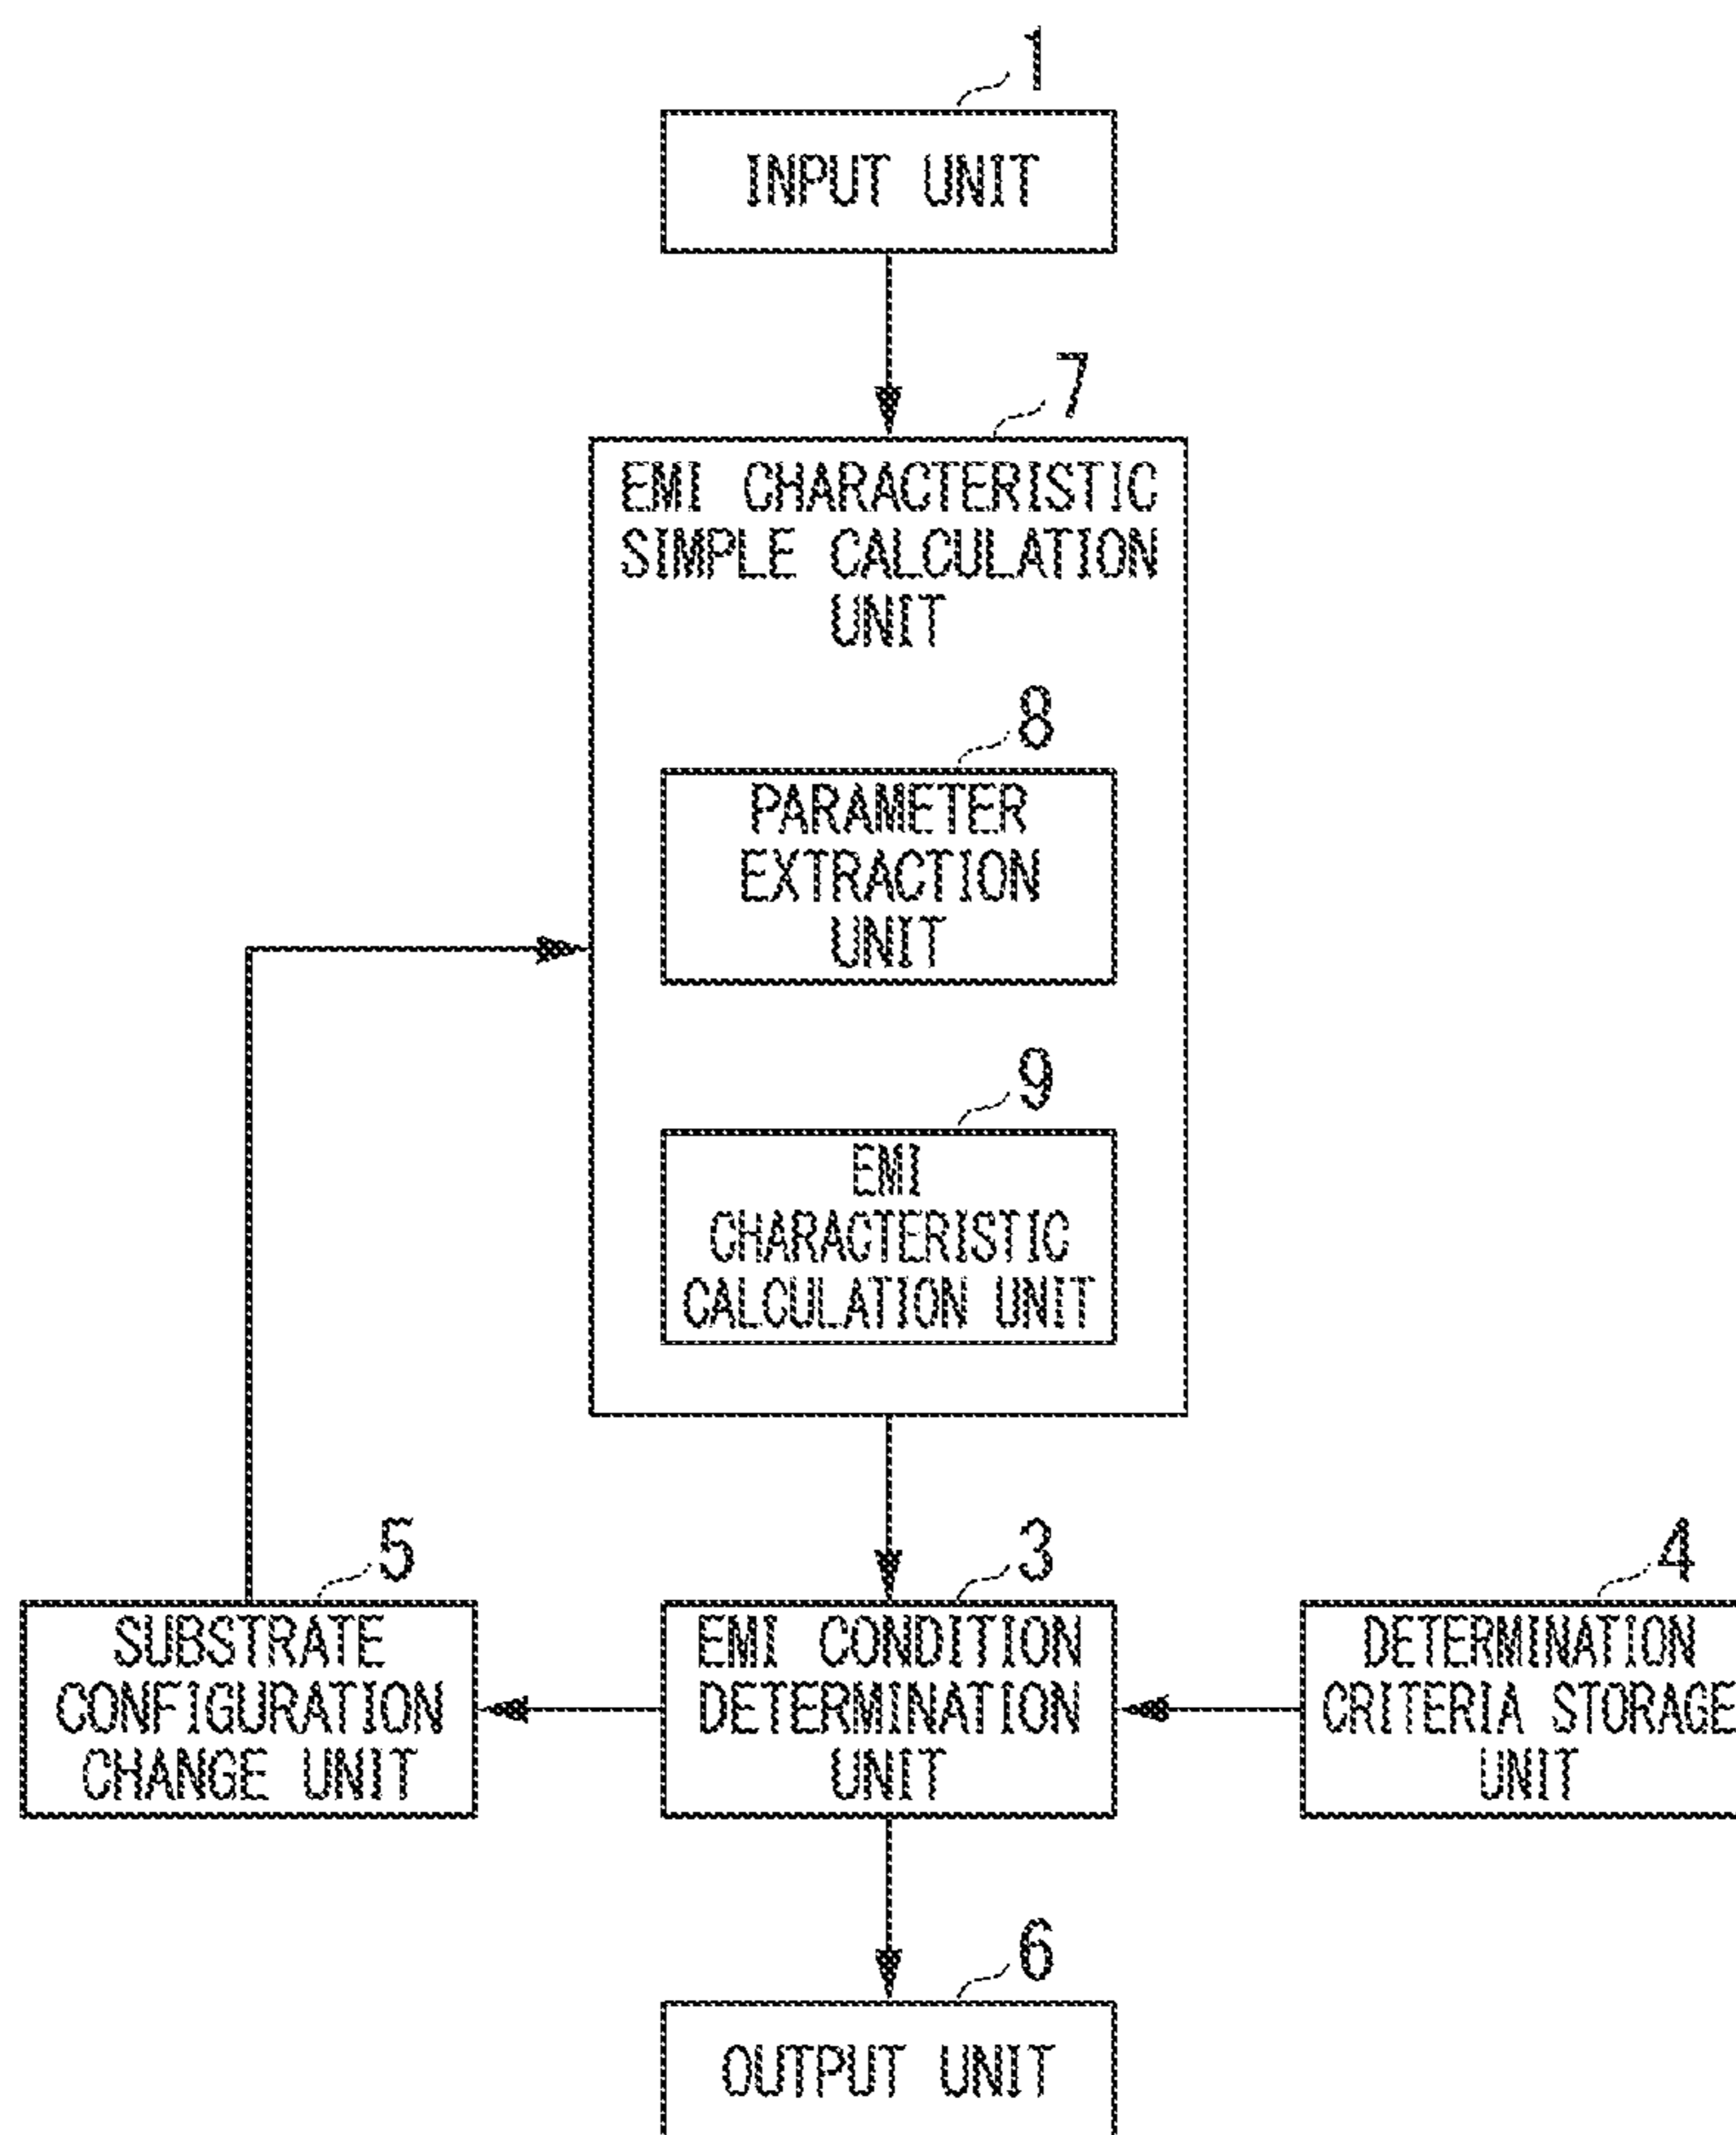 1
INPUT UNIT
7
EMI CHARACTERISTIC
SIMPLE CALCULATION
UNIT
8
PARAMETER
EXTRACTION
UNIT
9
EMI
CHARACTERISTIC
CALCULATION UNIT
5
SUBSTRATE
CONFIGURATION
CHANGE UNIT
3
EMI CONDITION
DETERMINATION
UNIT
4
DETERMINATION
CRITERIA STORAGE
UNIT
6
OUTPUT UNIT